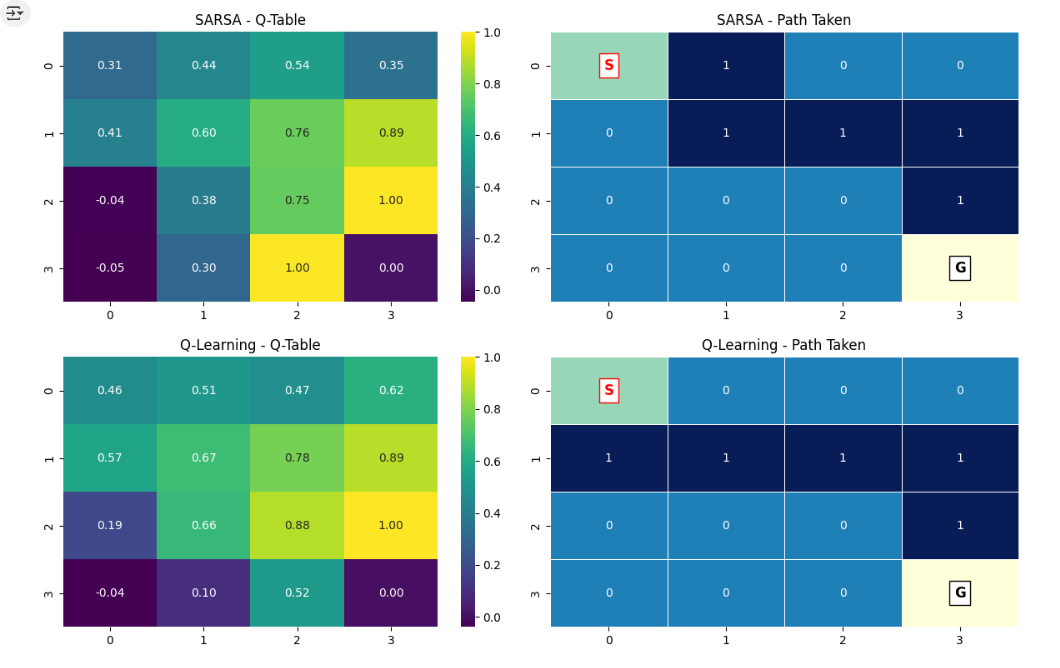 SARSA - Q-Table
0 0.31 0.44 0.54 0.35
1 0.41 0.60 0.76 0.89
2 -0.04 0.38 0.75 1.00
3 -0.05 0.30 1.00 0.00
0 1 2 3
1.0
0.8
0.6
0.4
0.2
0.0
SARSA - Path Taken
0 S 1 0 0
1 0 1 1 1
2 0 0 0 1
3 0 0 0 G
0 1 2 3
Q-Learning - Q-Table
0 0.46 0.51 0.47 0.62
1 0.57 0.67 0.78 0.89
2 0.19 0.66 0.88 1.00
3 -0.04 0.10 0.52 0.00
0 1 2 3
1.0
0.8
0.6
0.4
0.2
0.0
Q-Learning - Path Taken
0 S 0 0 0
1 1 1 1 1
2 0 0 0 1
3 0 0 0 G
0 1 2 3